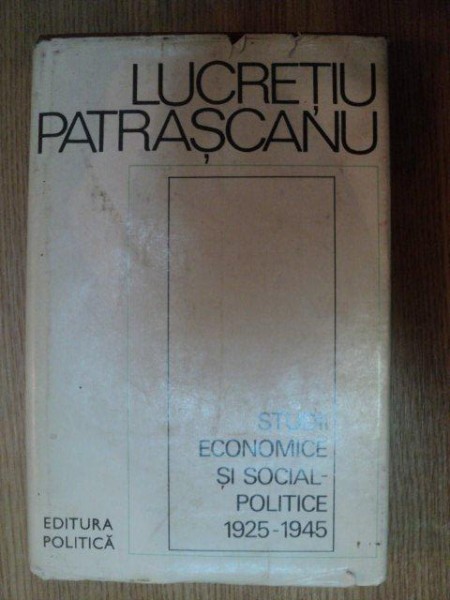 LUCREȚIU
PATRAȘCANU
STUDII
ECONOMICE
ȘI SOCIAL-
POLITICE
1925-1945
EDITURA
POLITICĂ